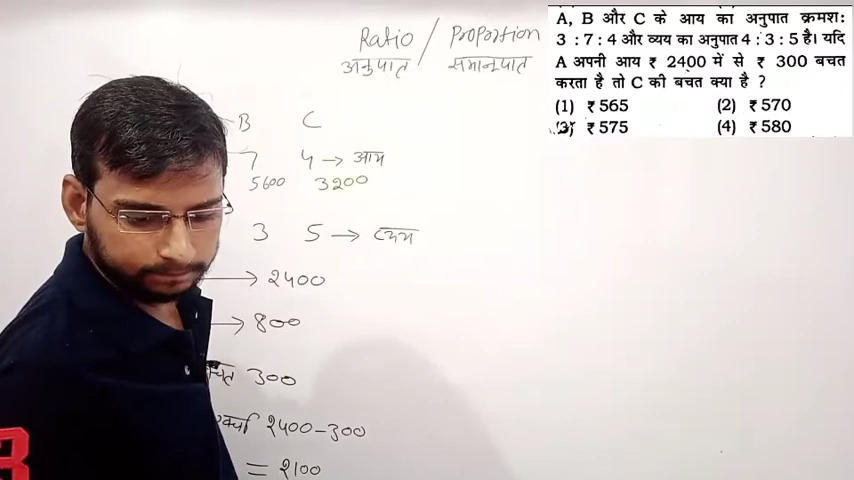 Ratio / Proportion
अनुपात समानुपात
A, B और C के आय का अनुपात क्रमशः
3 : 7 : 4 और व्यय का अनुपात 4 : 3 : 5 है। यदि
A अपनी आय ₹ 2400 में से ₹ 300 बचत
करता है तो C की बचत क्या है ?
(1) ₹ 565 (2) ₹ 570
(3) ₹ 575 (4) ₹ 580
B C
7 4 → आय
5600 3200
3 5 → व्यय
→ 2400
→ 800
300
2400-300
= 2100
3